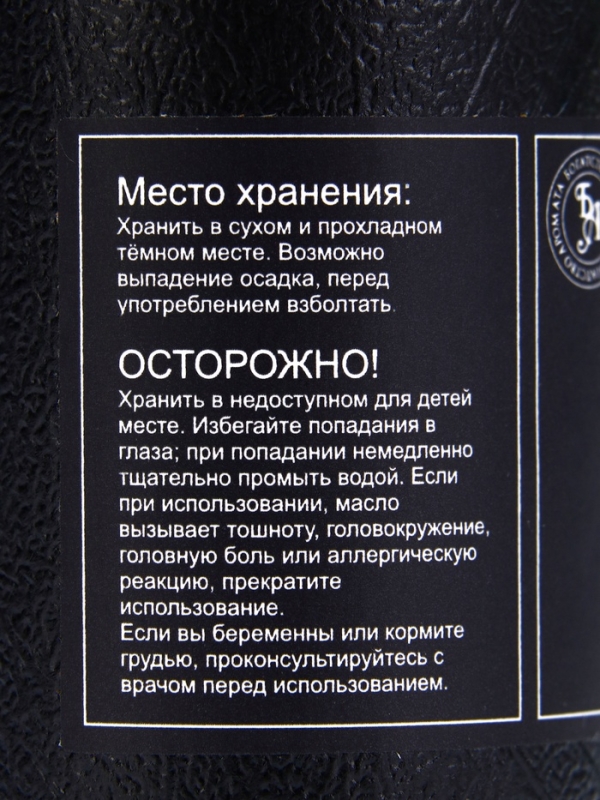 Место хранения:
Хранить в сухом и прохладном
тёмном месте. Возможно
выпадение осадка, перед
употреблением взболтать.
ОСТОРОЖНО!
Хранить в недоступном для детей
месте. Избегайте попадания в
глаза; при попадании немедленно
тщательно промыть водой. Если
при использовании, масло
вызывает тошноту, головокружение,
головную боль или аллергическую
реакцию, прекратите
использование.
Если вы беременны или кормите
грудью, проконсультируйтесь с
врачом перед использованием.
АРОМАТА